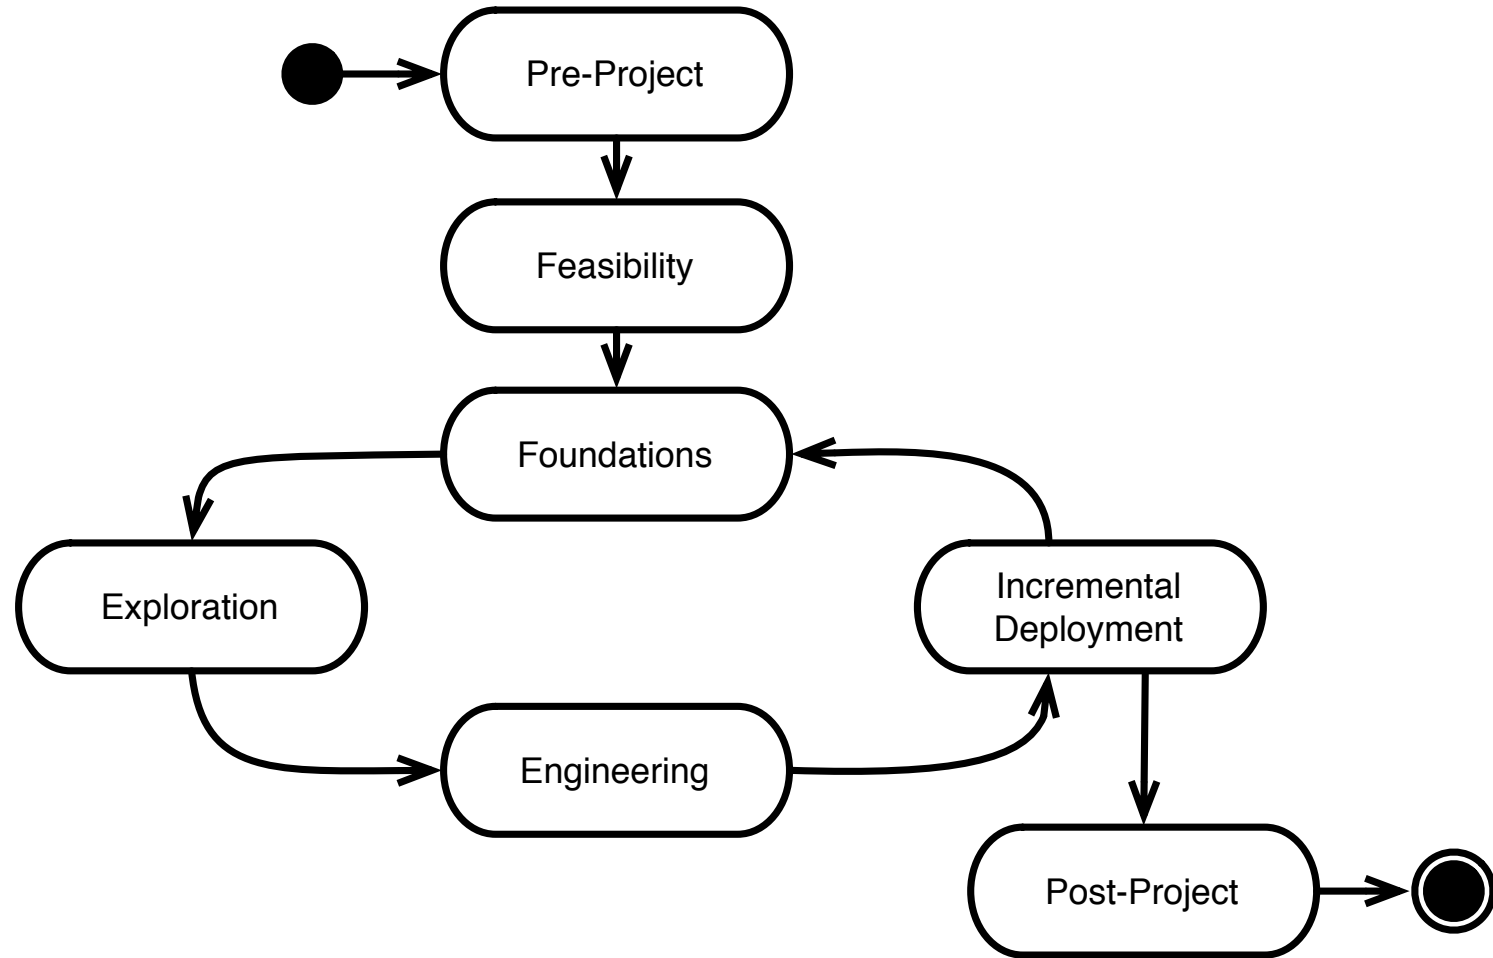 Pre-Project
Feasibility
Foundations
Exploration
Incremental
Deployment
Engineering
Post-Project